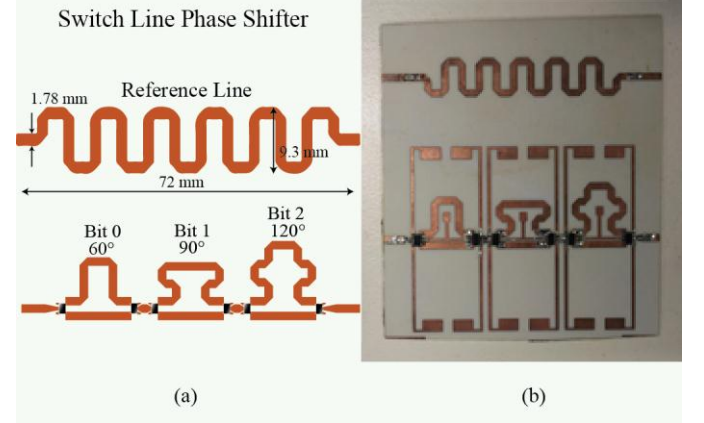 Switch Line Phase Shifter
Reference Line
1.78 mm
9.3 mm
72 mm
Bit 0
60°
Bit 1
90°
Bit 2
120°
(a)
(b)